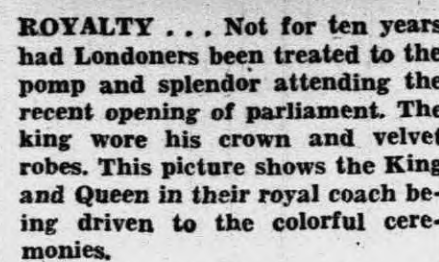 ROYALTY . . . Not for ten years
had Londoners been treated to the
pomp and splendor attending the
recent opening of parliament. The
king wore his crown and velvet
robes. This picture shows the King
and Queen in their royal coach be-
ing driven to the colorful cere-
monies.